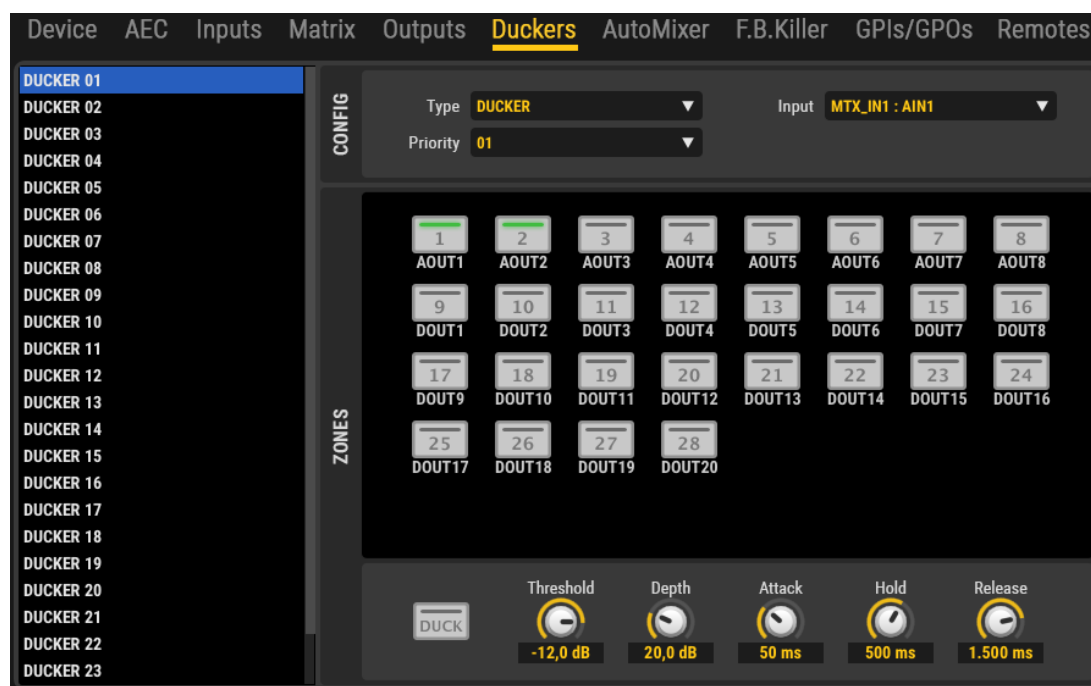 Device AEC Inputs Matrix Outputs Duckers AutoMixer F.B.Killer GPIs/GPOs Remotes
DUCKER 01
DUCKER 02
DUCKER 03
DUCKER 04
DUCKER 05
DUCKER 06
DUCKER 07
DUCKER 08
DUCKER 09
DUCKER 10
DUCKER 11
DUCKER 12
DUCKER 13
DUCKER 14
DUCKER 15
DUCKER 16
DUCKER 17
DUCKER 18
DUCKER 19
DUCKER 20
DUCKER 21
DUCKER 22
DUCKER 23
CONFIG
Type DUCKER Input MTX_IN1 : AIN1
Priority 01
ZONES
1 2 3 4 5 6 7 8
AOUT1 AOUT2 AOUT3 AOUT4 AOUT5 AOUT6 AOUT7 AOUT8
9 10 11 12 13 14 15 16
DOUT1 DOUT2 DOUT3 DOUT4 DOUT5 DOUT6 DOUT7 DOUT8
17 18 19 20 21 22 23 24
DOUT9 DOUT10 DOUT11 DOUT12 DOUT13 DOUT14 DOUT15 DOUT16
25 26 27 28
DOUT17 DOUT18 DOUT19 DOUT20
Threshold Depth Attack Hold Release
DUCK
-12,0 dB 20,0 dB 50 ms 500 ms 1.500 ms